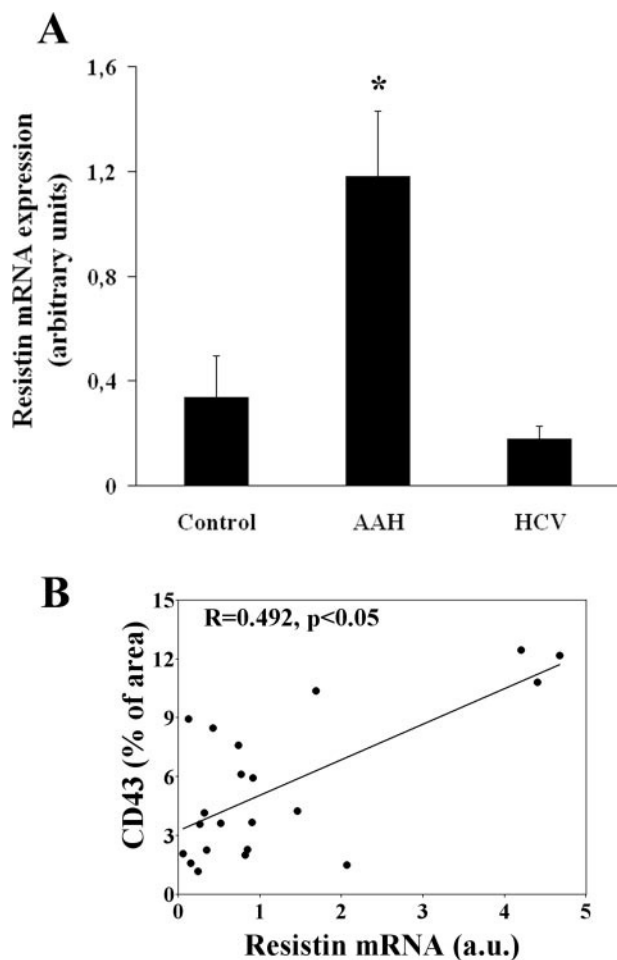 A
Resistin mRNA expression
(arbitrary units)
1,6
1,2
0,8
0,4
0
*
Control AAH HCV
B
R=0.492, p<0.05
CD43 (% of area)
15
12
9
6
3
0
0 1 2 3 4 5
Resistin mRNA (a.u.)